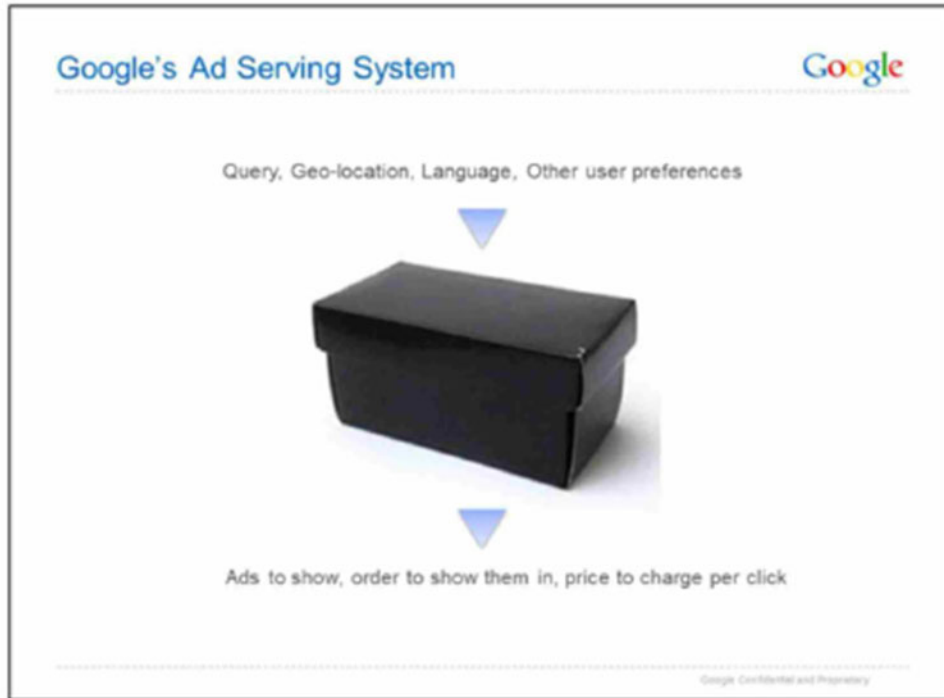 Google's Ad Serving System
Google
Query, Geo-location, Language, Other user preferences
Ads to show, order to show them in, price to charge per click
Google Confidential and Proprietary